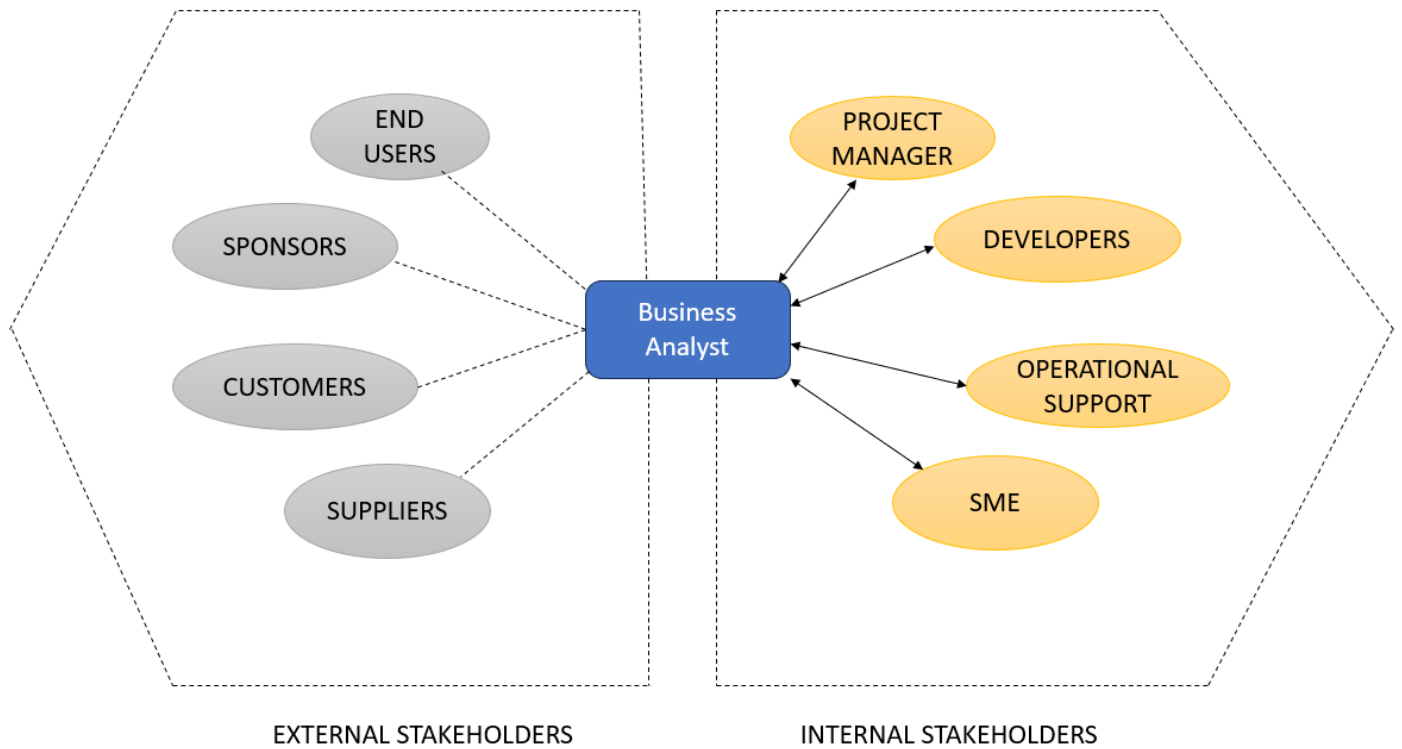 END
USERS
SPONSORS
CUSTOMERS
SUPPLIERS
Business
Analyst
PROJECT
MANAGER
DEVELOPERS
OPERATIONAL
SUPPORT
SME
EXTERNAL STAKEHOLDERS
INTERNAL STAKEHOLDERS